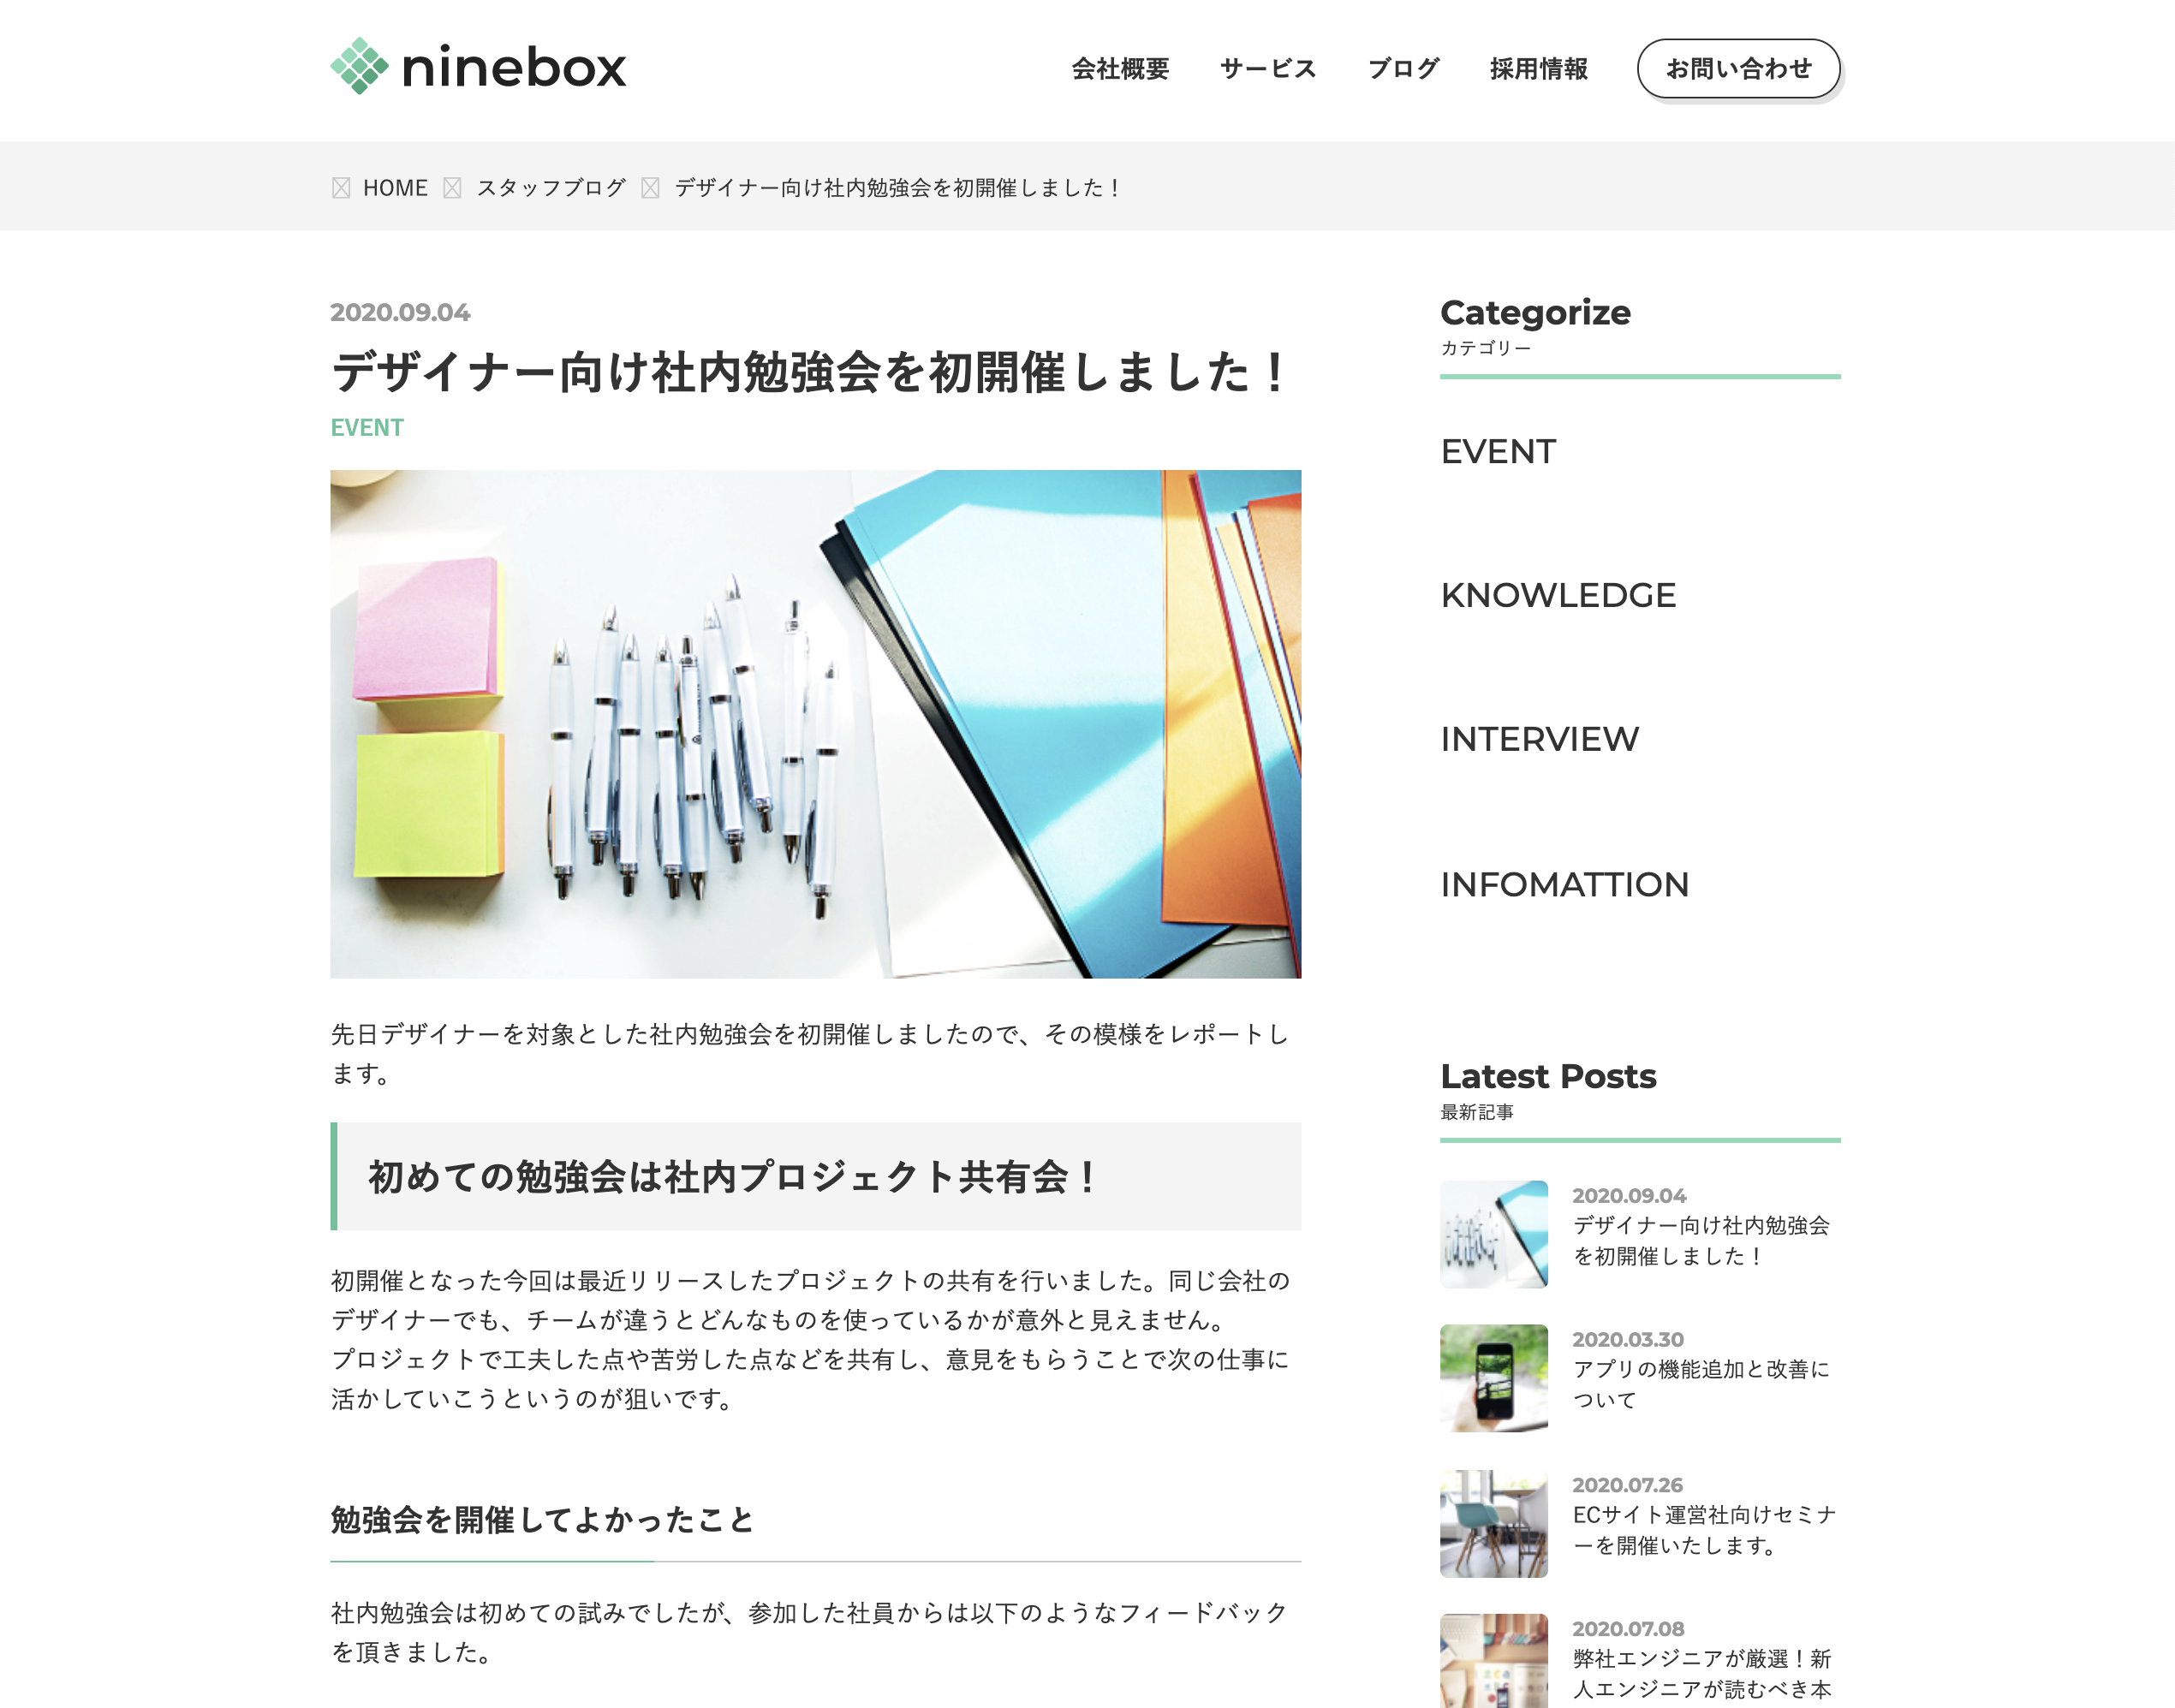 ninebox
会社概要 サービス ブログ 採用情報 お問い合わせ
HOME スタッフブログ デザイナー向け社内勉強会を初開催しました！
2020.09.04
デザイナー向け社内勉強会を初開催しました！
EVENT
先日デザイナーを対象とした社内勉強会を初開催しましたので、その模様をレポートし
ます。
初めての勉強会は社内プロジェクト共有会！
初開催となった今回は最近リリースしたプロジェクトの共有を行いました。同じ会社の
デザイナーでも、チームが違うとどんなものを使っているかが意外と見えません。
プロジェクトで工夫した点や苦労した点などを共有し、意見をもらうことで次の仕事に
活かしていこうというのが狙いです。
勉強会を開催してよかったこと
社内勉強会は初めての試みでしたが、参加した社員からは以下のようなフィードバック
を頂きました。
Categorize
カテゴリー
EVENT
KNOWLEDGE
INTERVIEW
INFOMATTION
Latest Posts
最新記事
2020.09.04
デザイナー向け社内勉強会
を初開催しました！
2020.03.30
アプリの機能追加と改善に
ついて
2020.07.26
ECサイト運営社向けセミナ
ーを開催いたします。
2020.07.08
弊社エンジニアが厳選！新
人エンジニアが読むべき本